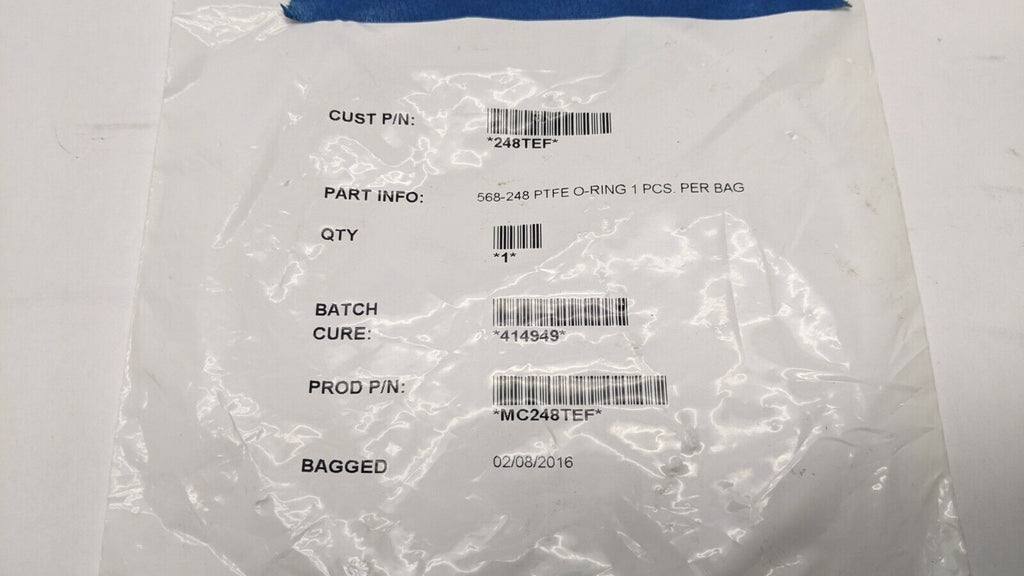 CUST P/N:
*248TEF*
PART INFO: 568-248 PTFE O-RING 1 PCS. PER BAG
QTY
*1*
BATCH
CURE: *414949*
PROD P/N:
*MC248TEF*
BAGGED 02/08/2016